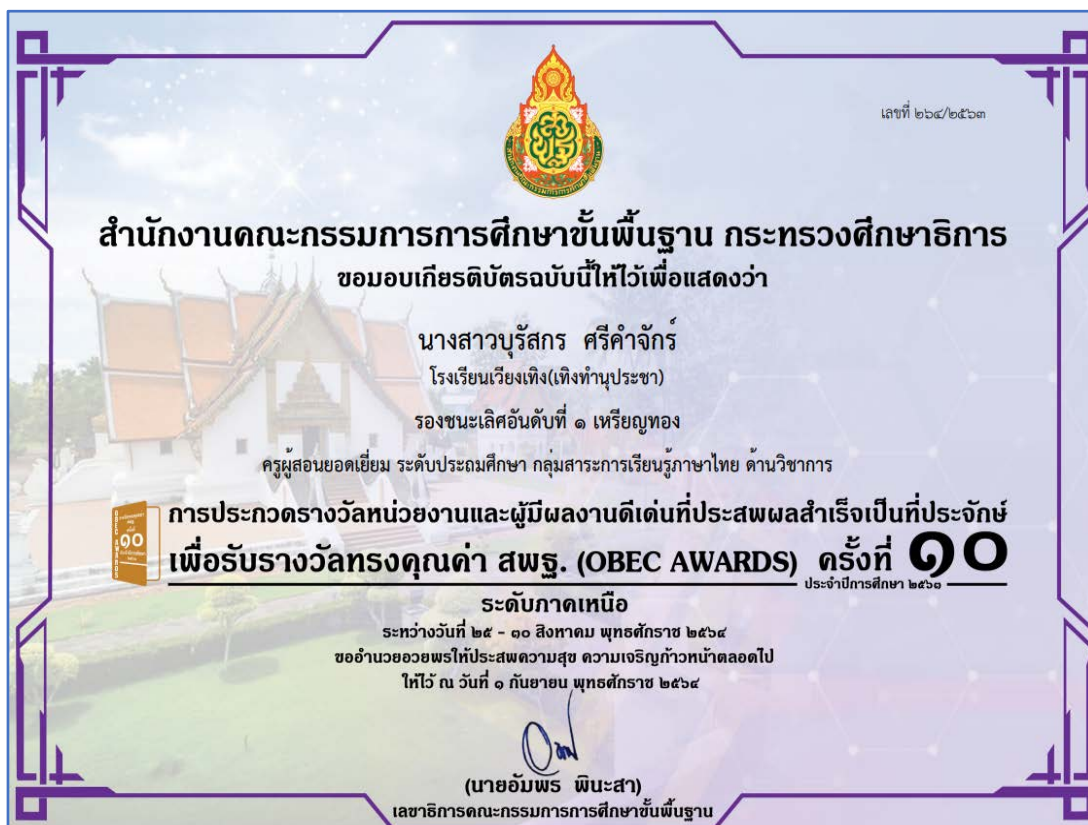 เลขที่ ๒๖๔/๒๕๖๓
สำนักงานคณะกรรมการการศึกษาขั้นพื้นฐาน กระทรวงศึกษาธิการ
ขอมอบเกียรติบัตรฉบับนี้ให้ไว้เพื่อแสดงว่า
นางสาวบุรัสกร ศรีคำจักร์
โรงเรียนเวียงเทิง(เทิงทำนุประชา)
รองชนะเลิศอันดับที่ ๑ เหรียญทอง
ครูผู้สอนยอดเยี่ยม ระดับประถมศึกษา กลุ่มสาระการเรียนรู้ภาษาไทย ด้านวิชาการ
การประกวดรางวัลหน่วยงานและผู้มีผลงานดีเด่นที่ประสพผลสำเร็จเป็นที่ประจักษ์
เพื่อรับรางวัลทรงคุณค่า สพฐ. (OBEC AWARDS) ครั้งที่ ๑๐
ประจำปีการศึกษา ๒๕๖๓
ระดับภาคเหนือ
ระหว่างวันที่ ๒๕ - ๓๐ สิงหาคม พุทธศักราช ๒๕๖๔
ขออำนวยอวยพรให้ประสพความสุข ความเจริญก้าวหน้าตลอดไป
ให้ไว้ ณ วันที่ ๑ กันยายน พุทธศักราช ๒๕๖๔
(นายอัมพร พินะสา)
เลขาธิการคณะกรรมการการศึกษาขั้นพื้นฐาน